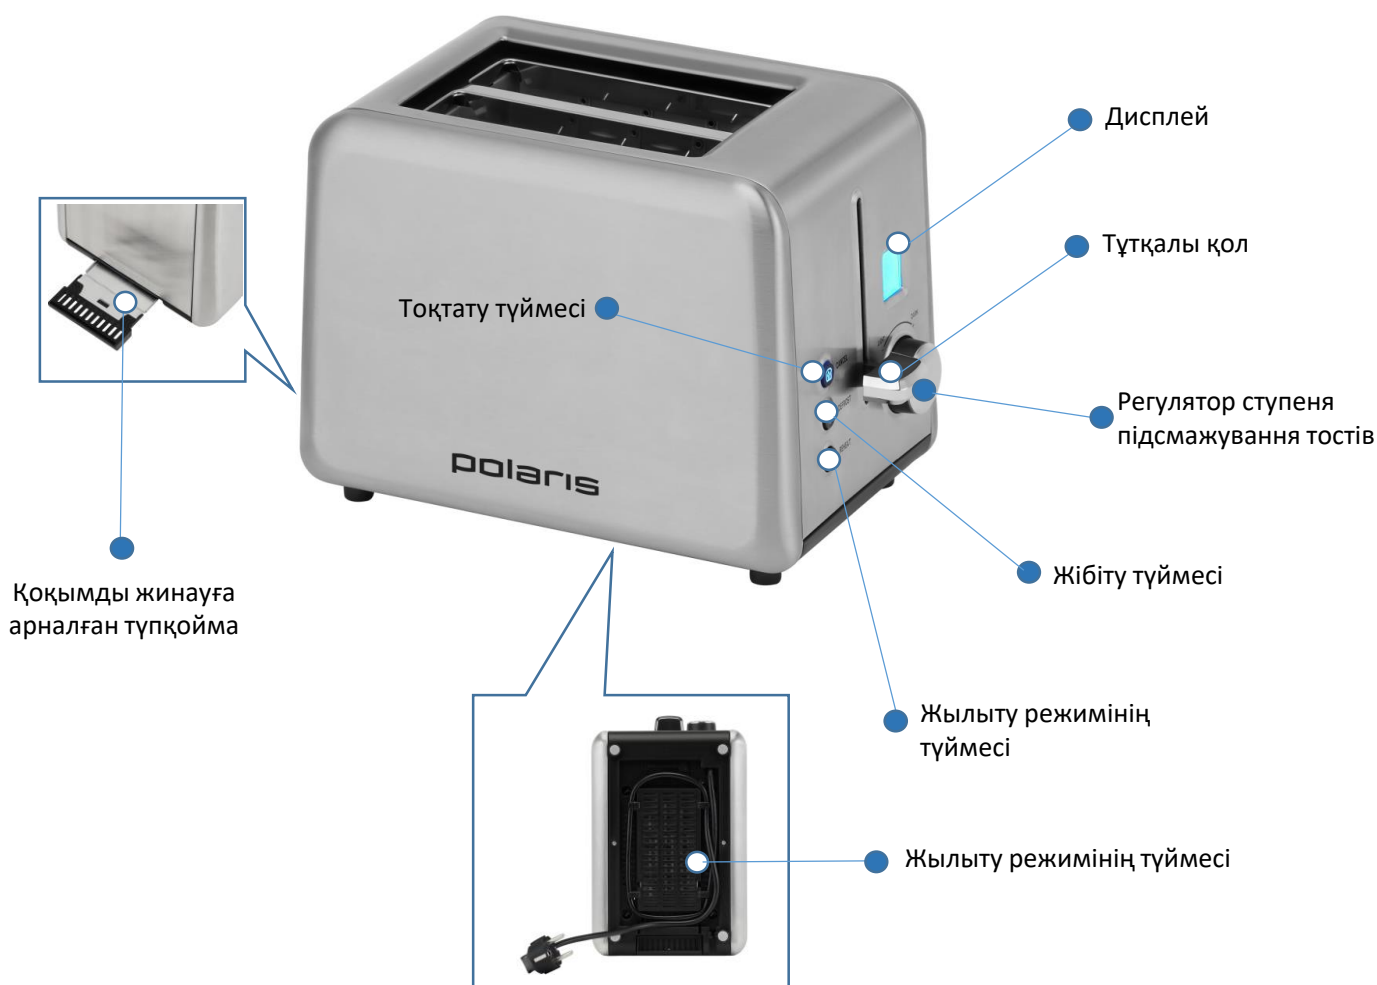 Дисплей
Тұтқалы қол
Тоқтату түймесі
CANCEL
Регулятор ступеня
підсмажування тостів
polaris
Жібіту түймесі
Қоқымды жинауға
арналған түпқойма
Жылыту режимінің
түймесі
Жылыту режимінің түймесі